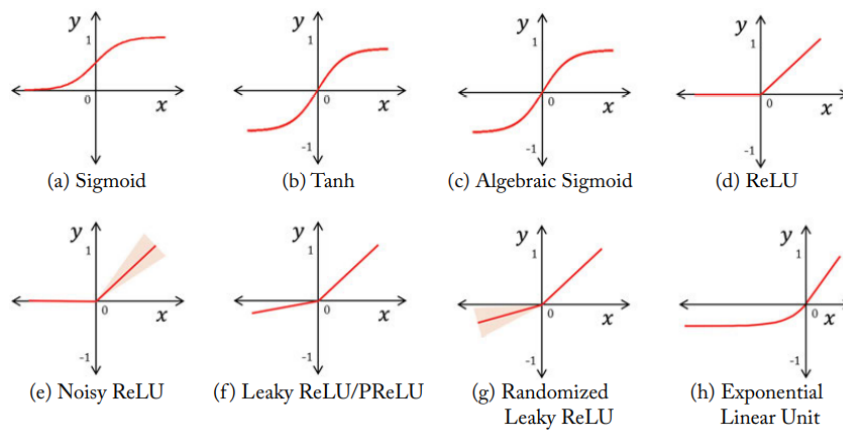 y y y y
1 1 1 1
0 x 0 x 0 x 0 x
-1 -1 -1
(a) Sigmoid (b) Tanh (c) Algebraic Sigmoid (d) ReLU
y y y y
1 1 1 1
0 x 0 x 0 x 0 x
-1 -1 -1 -1
(e) Noisy ReLU (f) Leaky ReLU/PReLU (g) Randomized (h) Exponential
Leaky ReLU Linear Unit